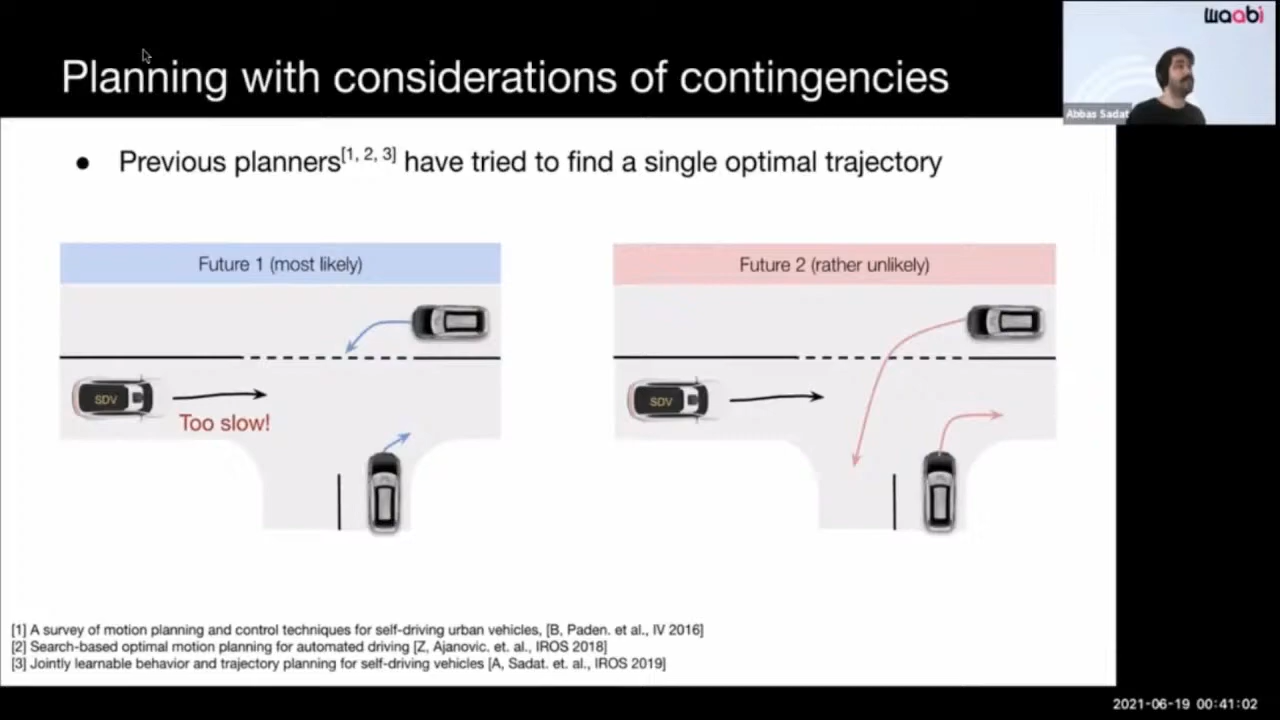 waabi
Planning with considerations of contingencies
Abbas Sadat
● Previous planners[1, 2, 3] have tried to find a single optimal trajectory
Future 1 (most likely)
Future 2 (rather unlikely)
SDV
Too slow!
SDV
[1] A survey of motion planning and control techniques for self-driving urban vehicles, [B, Paden. et al., IV 2016]
[2] Search-based optimal motion planning for automated driving [Z, Ajanovic. et. al., IROS 2018]
[3] Jointly learnable behavior and trajectory planning for self-driving vehicles [A, Sadat. et. al., IROS 2019]
2021-06-19 00:41:02